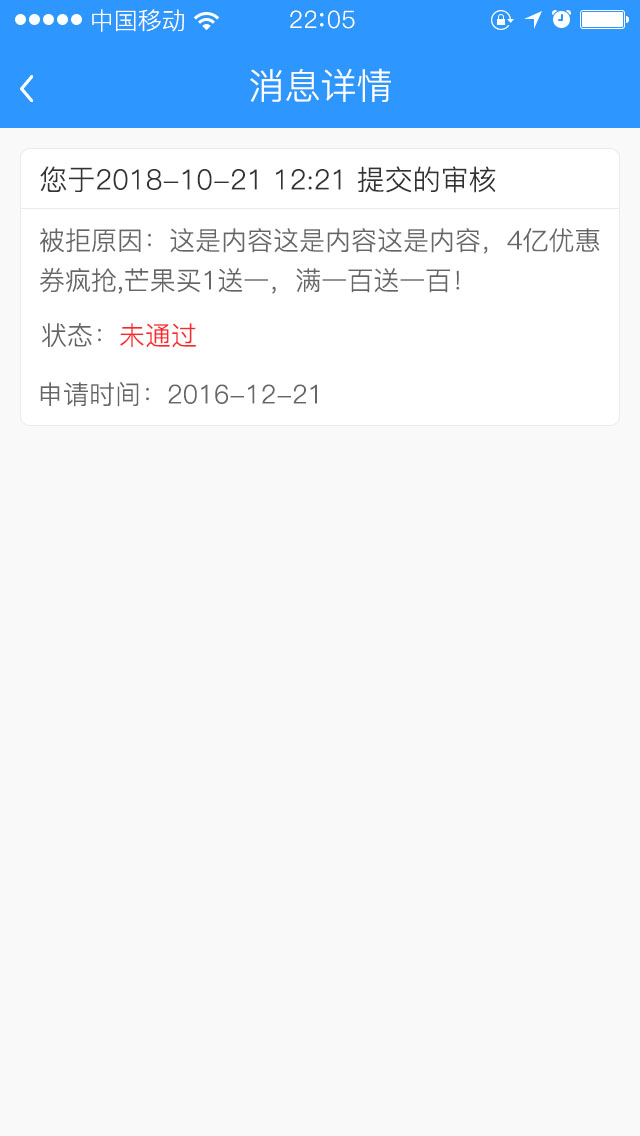 中国移动
22:05
消息详情
您于2018-10-21 12:21 提交的审核
被拒原因：这是内容这是内容这是内容，4亿优惠
券疯抢,芒果买1送一，满一百送一百！
状态：未通过
申请时间：2016-12-21